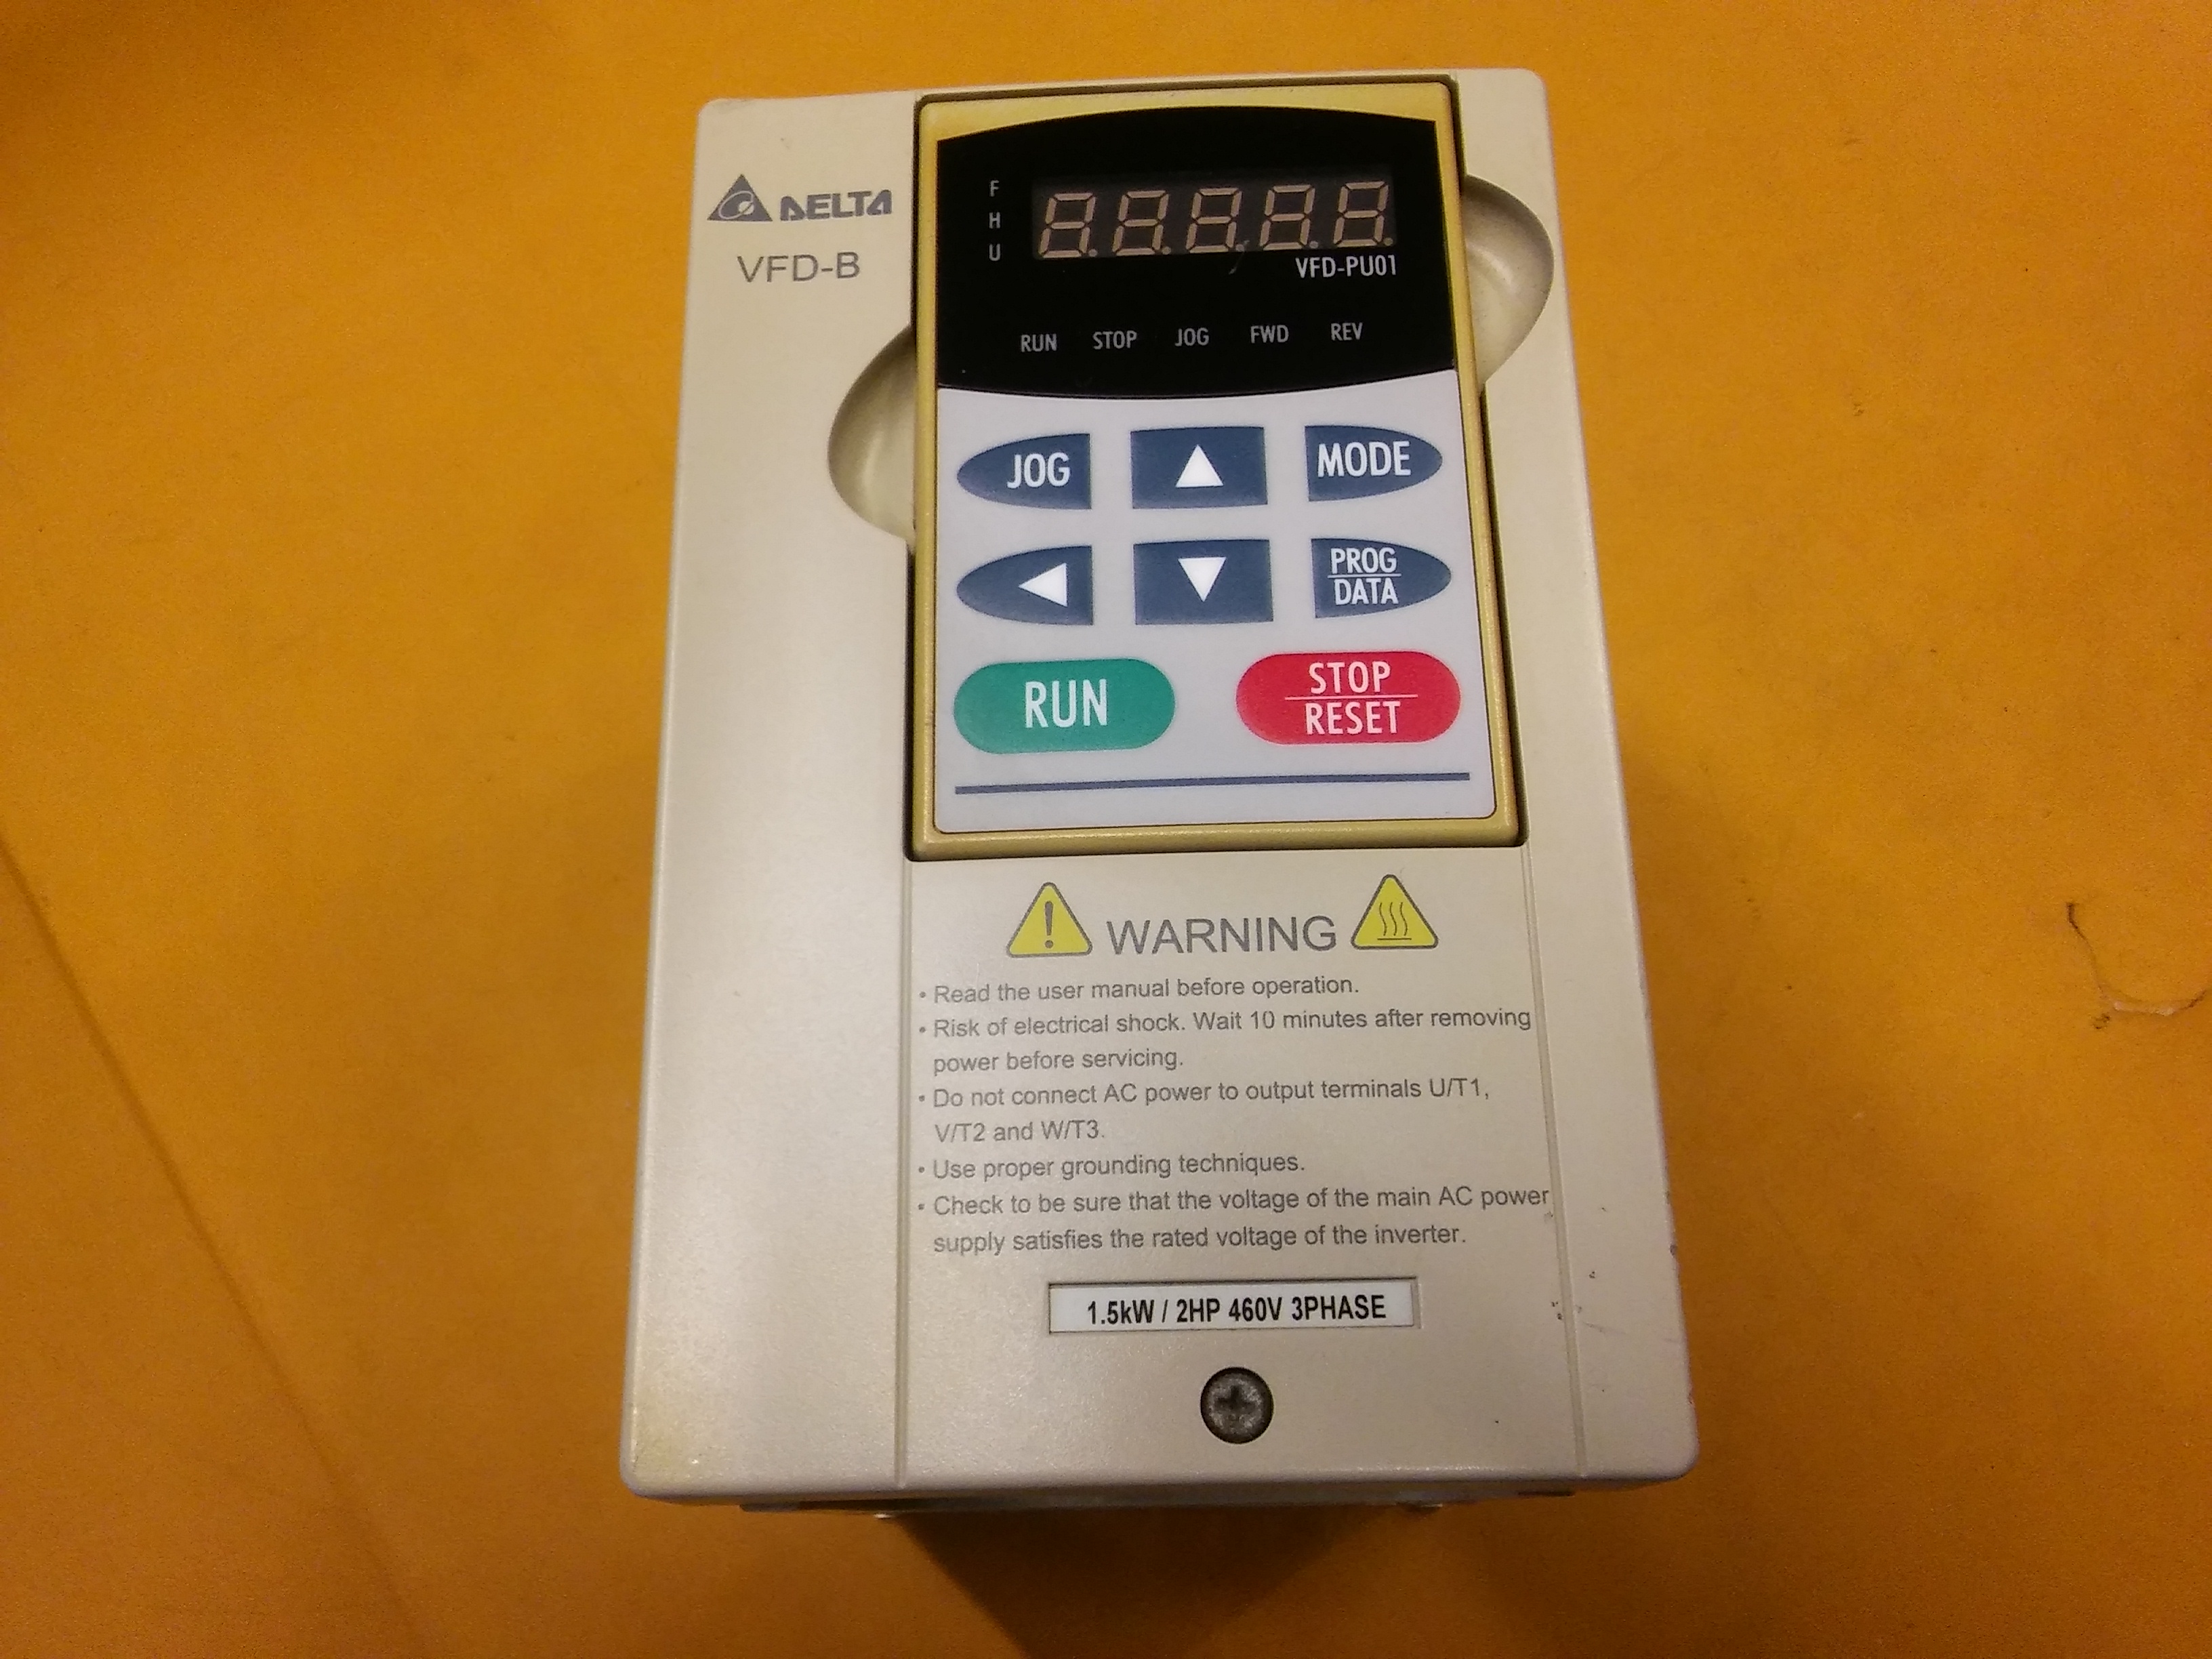 DELTA
VFD-B
F
H
U
VFD-PU01
RUN STOP JOG FWD REV
JOG
MODE
PROG
DATA
RUN
STOP
RESET
WARNING
• Read the user manual before operation.
• Risk of electrical shock. Wait 10 minutes after removing
power before servicing.
• Do not connect AC power to output terminals U/T1,
V/T2 and W/T3.
• Use proper grounding techniques.
• Check to be sure that the voltage of the main AC power
supply satisfies the rated voltage of the inverter.
1.5kW / 2HP 460V 3PHASE